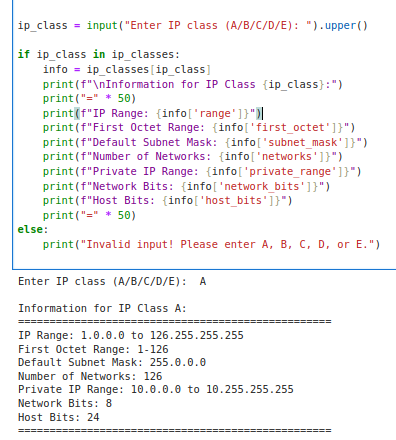 ip_class = input("Enter IP class (A/B/C/D/E): ").upper()
if ip_class in ip_classes:
    info = ip_classes[ip_class]
    print(f"\nInformation for IP Class {ip_class}:")
    print("=" * 50)
    print(f"IP Range: {info['range']}")
    print(f"First Octet Range: {info['first_octet']}")
    print(f"Default Subnet Mask: {info['subnet_mask']}")
    print(f"Number of Networks: {info['networks']}")
    print(f"Private IP Range: {info['private_range']}")
    print(f"Network Bits: {info['network_bits']}")
    print(f"Host Bits: {info['host_bits']}")
    print("=" * 50)
else:
    print("Invalid input! Please enter A, B, C, D, or E.")
Enter IP class (A/B/C/D/E):  A
Information for IP Class A:
==================================================
IP Range: 1.0.0.0 to 126.255.255.255
First Octet Range: 1-126
Default Subnet Mask: 255.0.0.0
Number of Networks: 126
Private IP Range: 10.0.0.0 to 10.255.255.255
Network Bits: 8
Host Bits: 24
==================================================